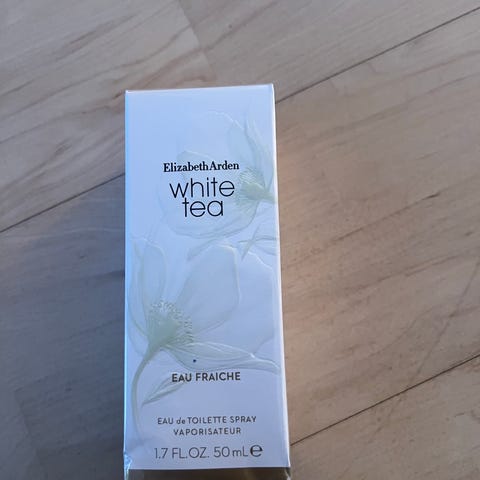 ElizabethArden
white
tea
EAU FRAICHE
EAU de TOILETTE SPRAY
VAPORISATEUR
1.7 FL.OZ. 50 mL℮